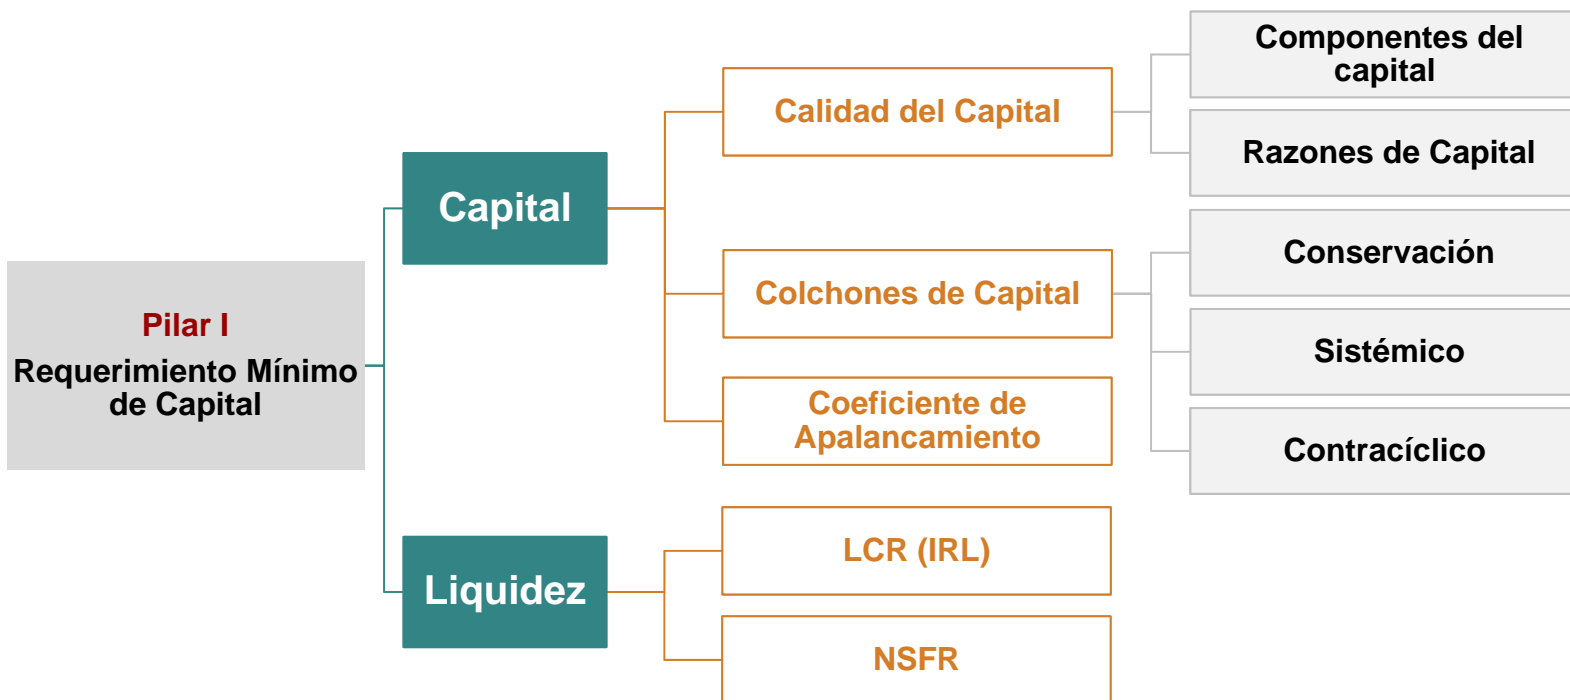 Pilar I
Requerimiento Mínimo
de Capital
Capital
Calidad del Capital
Componentes del
capital
Razones de Capital
Colchones de Capital
Conservación
Sistémico
Contracíclico
Coeficiente de
Apalancamiento
Liquidez
LCR (IRL)
NSFR